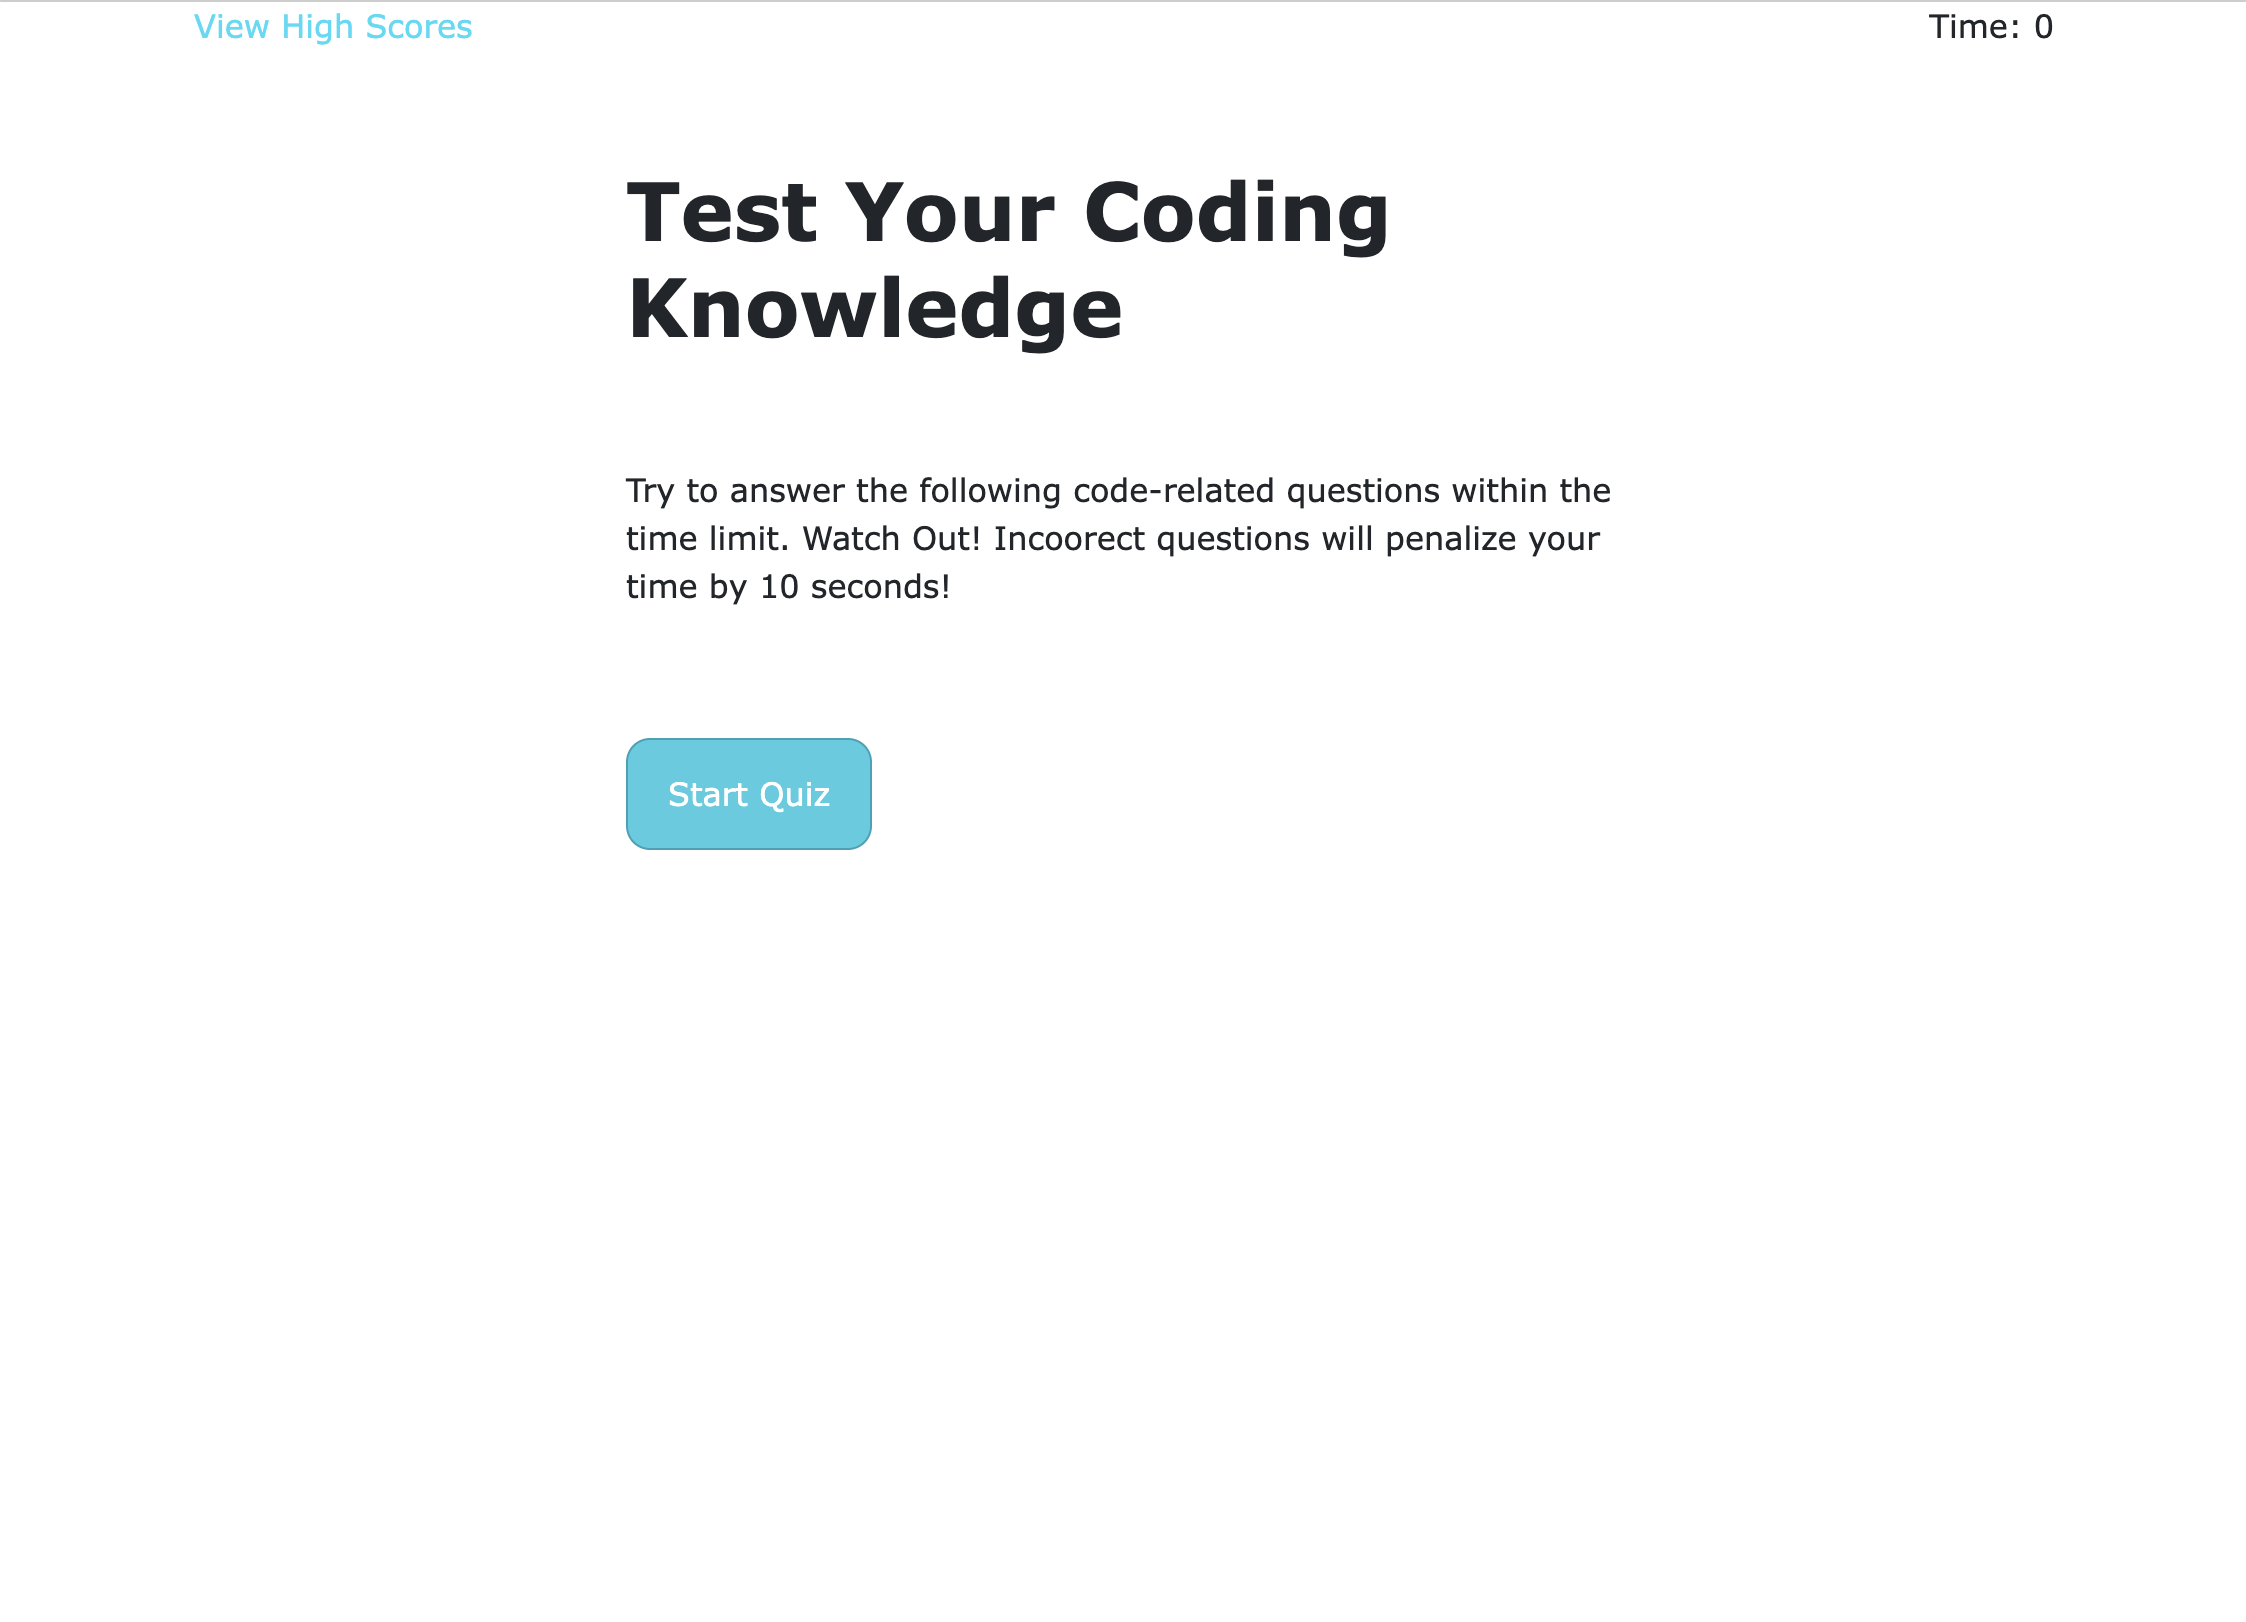 View High Scores
Time: 0
Test Your Coding
Knowledge
Try to answer the following code-related questions within the
time limit. Watch Out! Incoorect questions will penalize your
time by 10 seconds!
Start Quiz